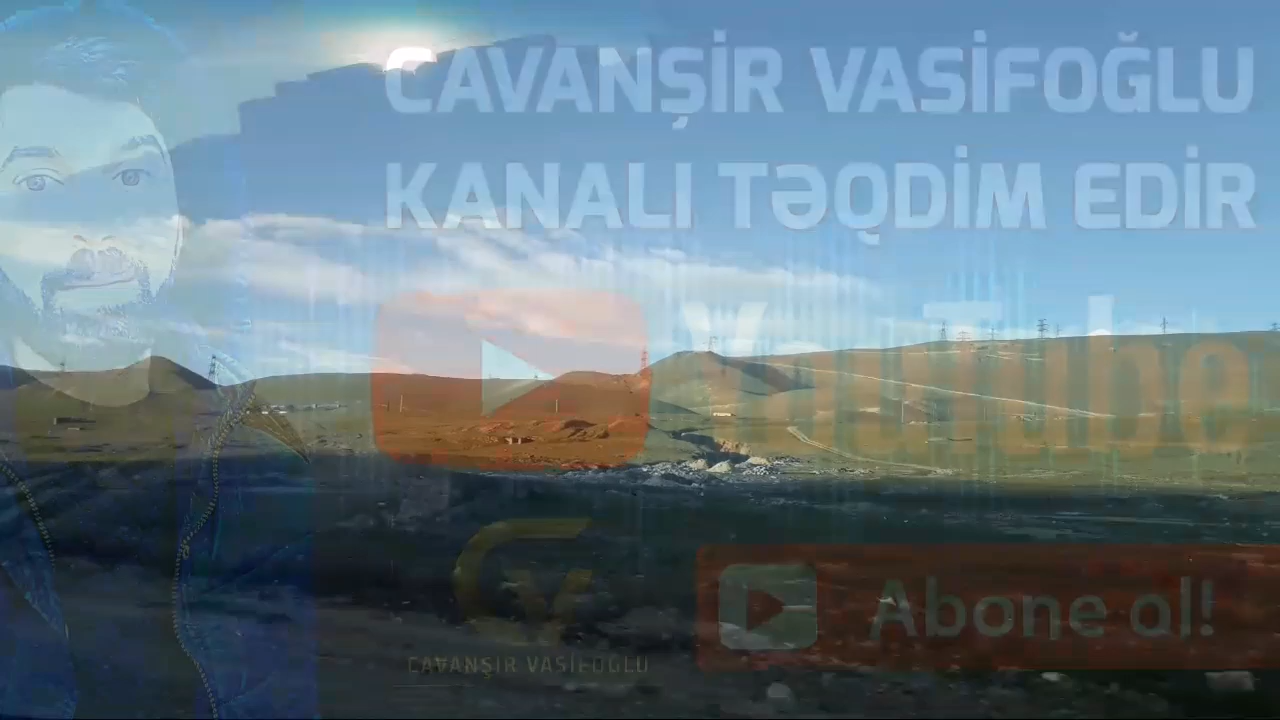 CAVANŞİR VASİFOĞLU
KANALI TƏQDİM EDİR
YouTube
Abone ol!
CAVANŞIR VASIFOGLU